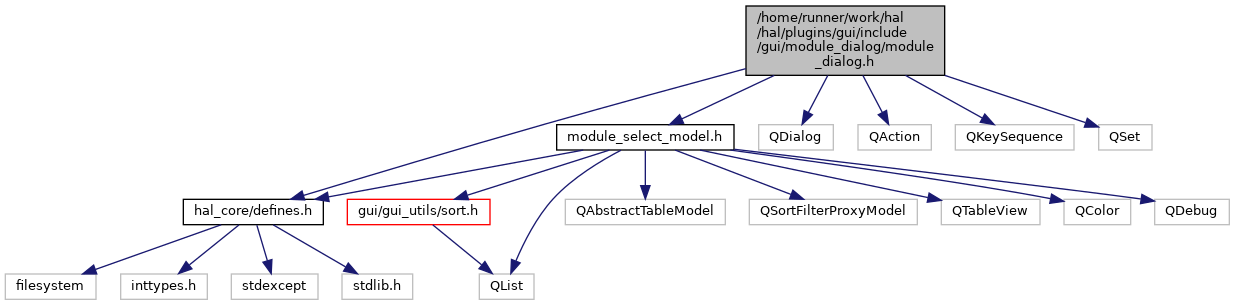 /home/runner/work/hal
/hal/plugins/gui/include
/gui/module_dialog/module
_dialog.h
module_select_model.h
QDialog
QAction
QKeySequence
QSet
hal_core/defines.h
gui/gui_utils/sort.h
QAbstractTableModel
QSortFilterProxyModel
QTableView
QColor
QDebug
filesystem
inttypes.h
stdexcept
stdlib.h
QList